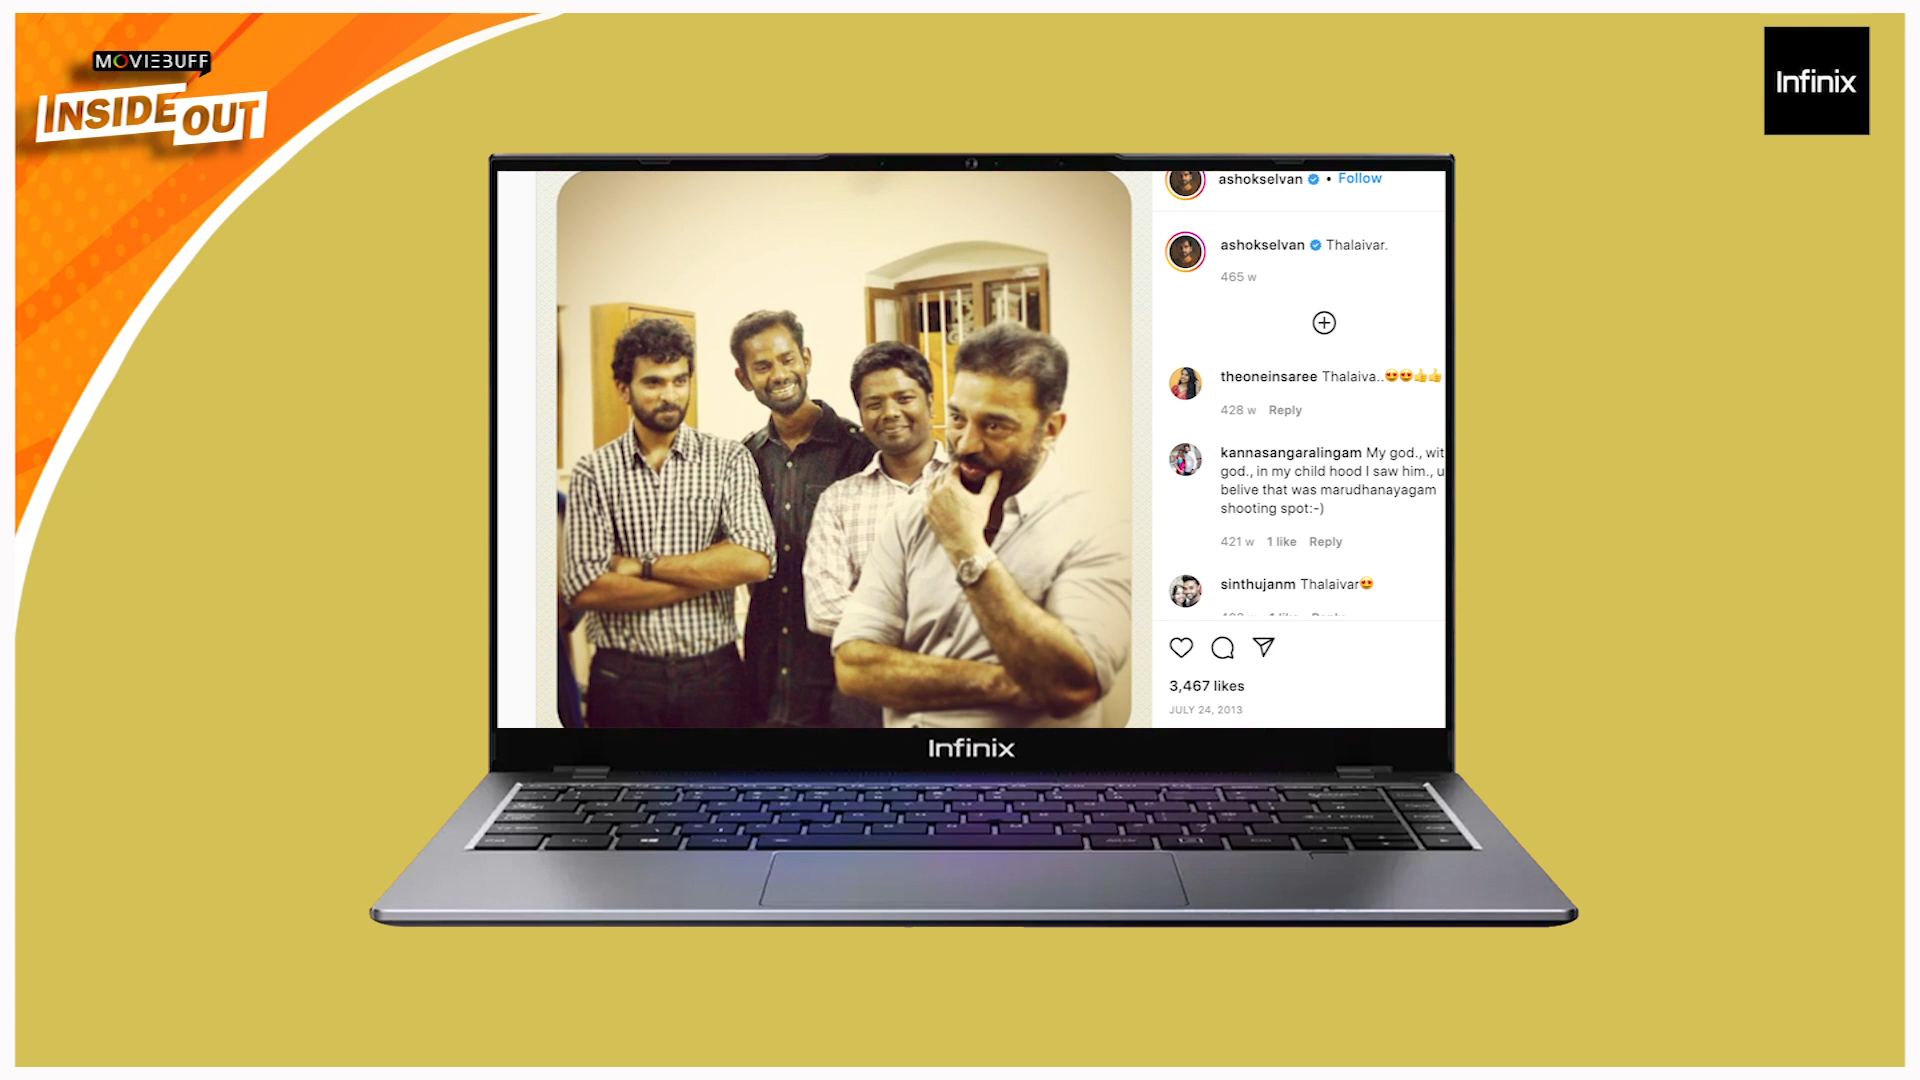 MOVIEBUFF
INSIDE OUT
Infinix
ashokselvan • Follow
ashokselvan Thalaivar.
465 w
theoneinsaree Thalaiva..😍😍👍👍
428 w Reply
kannasangaralingam My god., wit
god., in my child hood I saw him., u
belive that was marudhanayagam
shooting spot:-)
421 w 1 like Reply
sinthujanm Thalaivar😍
3,467 likes
JULY 24, 2013
Infinix